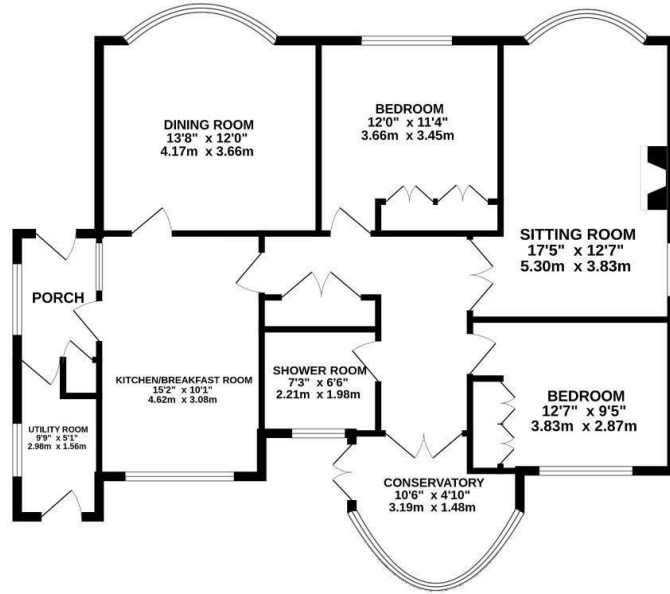 DINING ROOM
13'8" x 12'0"
4.17m x 3.66m
BEDROOM
12'0" x 11'4"
3.66m x 3.45m
SITTING ROOM
17'5" x 12'7"
5.30m x 3.83m
PORCH
KITCHEN/BREAKFAST ROOM
15'2" x 10'1"
4.62m x 3.08m
SHOWER ROOM
7'3" x 6'6"
2.21m x 1.98m
BEDROOM
12'7" x 9'5"
3.83m x 2.87m
UTILITY ROOM
9'9" x 5'1"
2.98m x 1.56m
CONSERVATORY
10'6" x 4'10"
3.19m x 1.48m